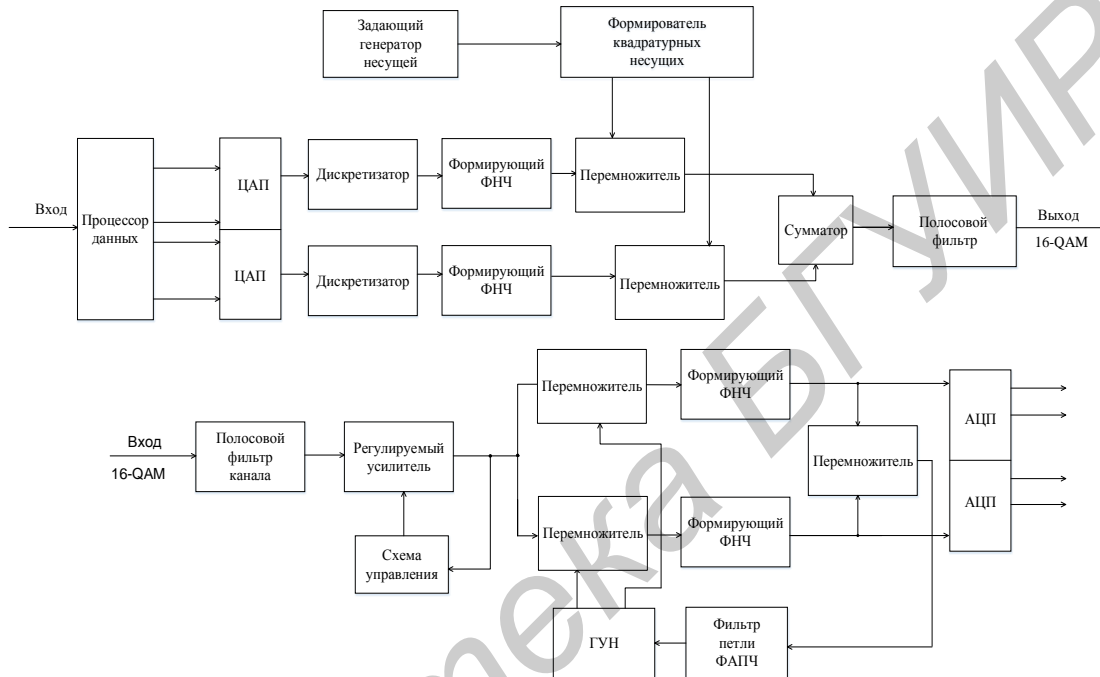 Задающий
генератор
несущей
Формирователь
квадратурных
несущих
Вход
Процессор
данных
ЦАП
Дискретизатор
Формирующий
ФНЧ
Перемножитель
ЦАП
Дискретизатор
Формирующий
ФНЧ
Перемножитель
Сумматор
Полосовой
фильтр
Выход
16-QAM
Вход
16-QAM
Полосовой
фильтр
канала
Регулируемый
усилитель
Схема
управления
Перемножитель
Формирующий
ФНЧ
Перемножитель
Формирующий
ФНЧ
Перемножитель
АЦП
АЦП
ГУН
Фильтр
петли
ФАПЧ
тека БГУИР